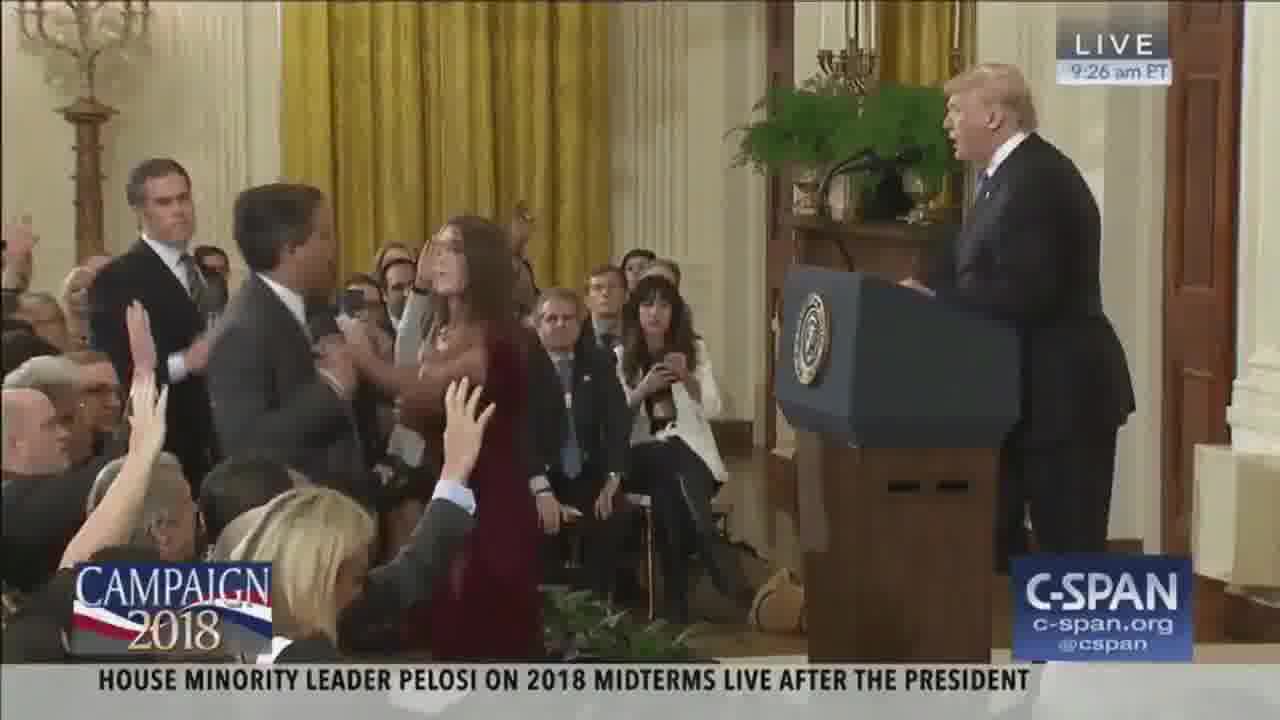 LIVE
9:26 am PT
CAMPAIGN
2018
C-SPAN
c-span.org
@cspan
HOUSE MINORITY LEADER PELOSI ON 2018 MIDTERMS LIVE AFTER THE PRESIDENT